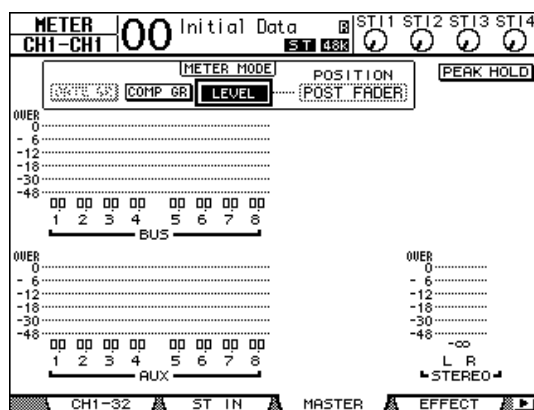 METER
CH1-CH1
00 Initial Data R
ST 48K
STI1 STI2 STI3 STI4
METER MODE
GATE GR COMP GR LEVEL
POSITION
POST FADER
PEAK HOLD
OVER
0
- 6
-12
-18
-30
-48
1 2 3 4 5 6 7 8
BUS
OVER
0
- 6
-12
-18
-30
-48
1 2 3 4 5 6 7 8
AUX
OVER
0
- 6
-12
-18
-30
-48
-∞
L R
STEREO
CH1-32 ST IN MASTER EFFECT